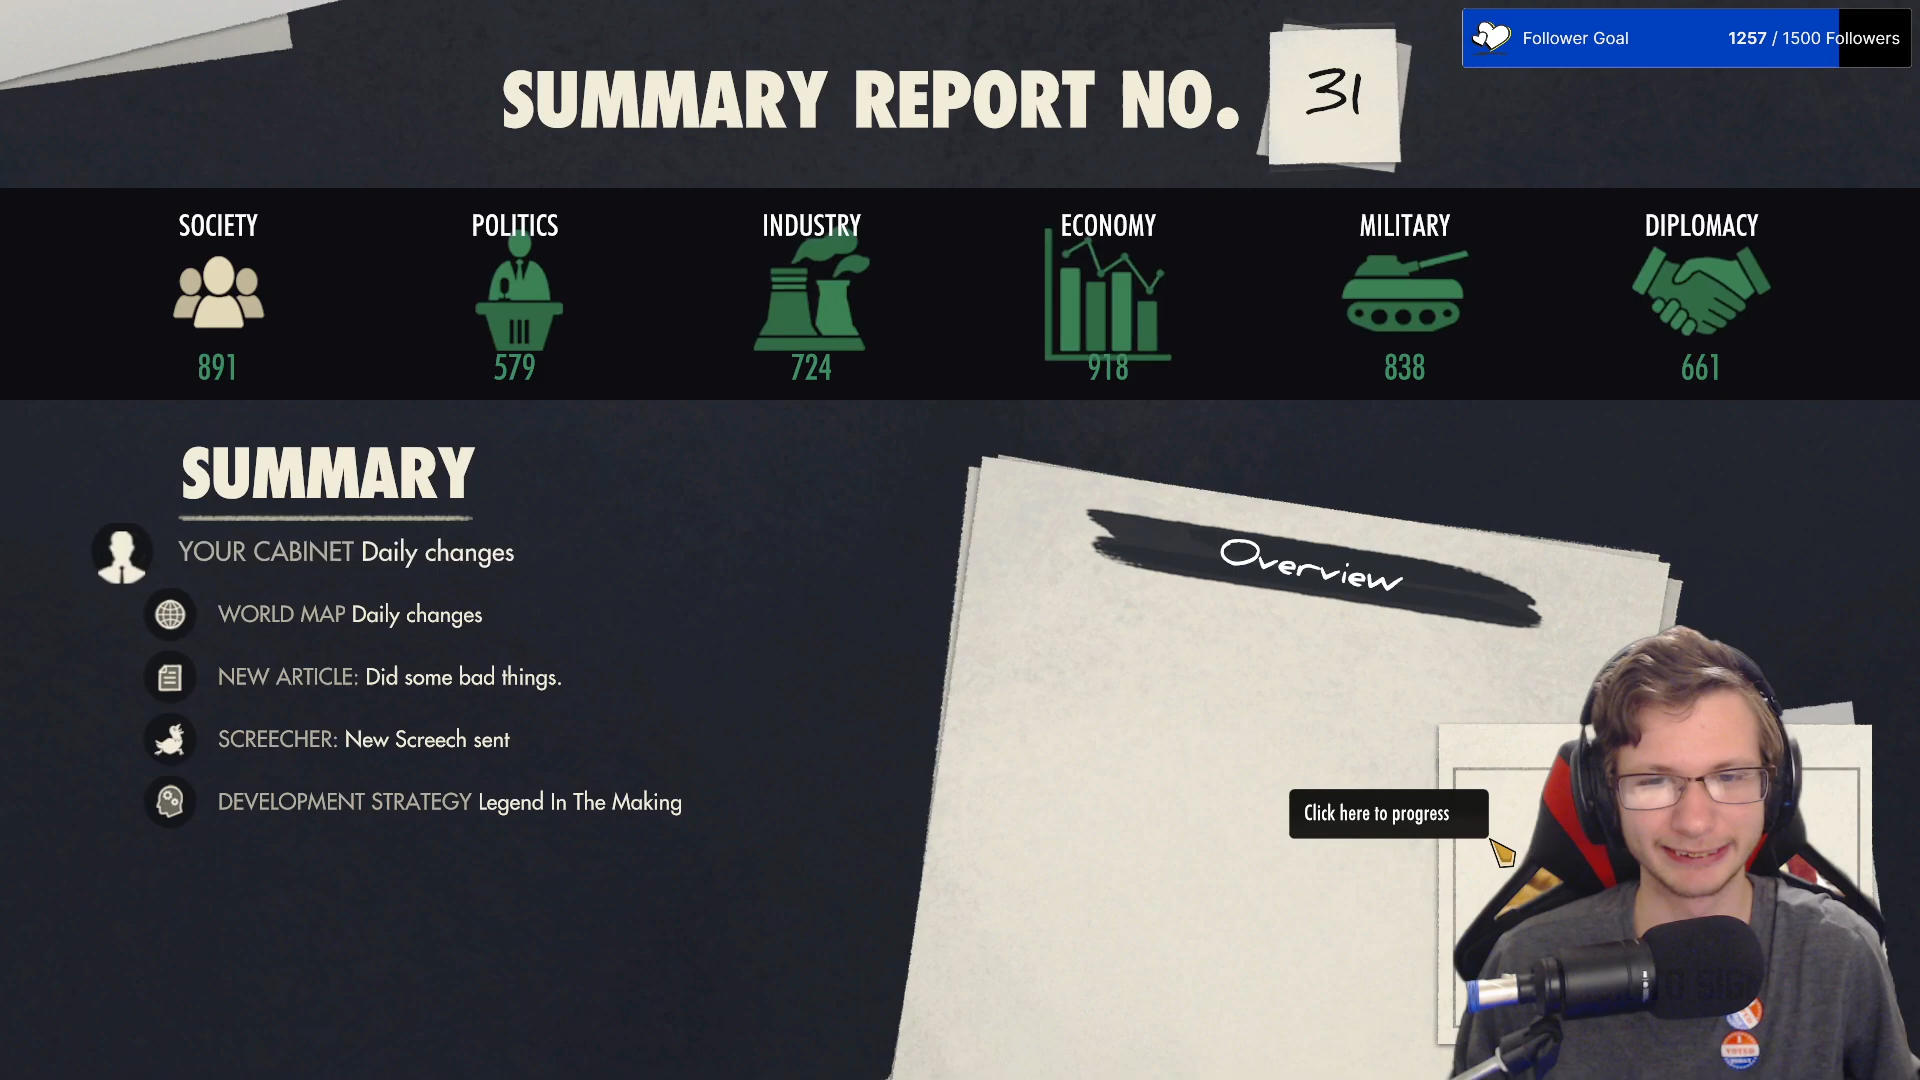 Follower Goal
1257 / 1500 Followers
SUMMARY REPORT NO. 31
SOCIETY
POLITICS
INDUSTRY
ECONOMY
MILITARY
DIPLOMACY
891
579
724
918
838
661
SUMMARY
YOUR CABINET Daily changes
WORLD MAP Daily changes
NEW ARTICLE: Did some bad things.
SCREECHER: New Screech sent
DEVELOPMENT STRATEGY Legend In The Making
Overview
Click here to progress
I
VOTED